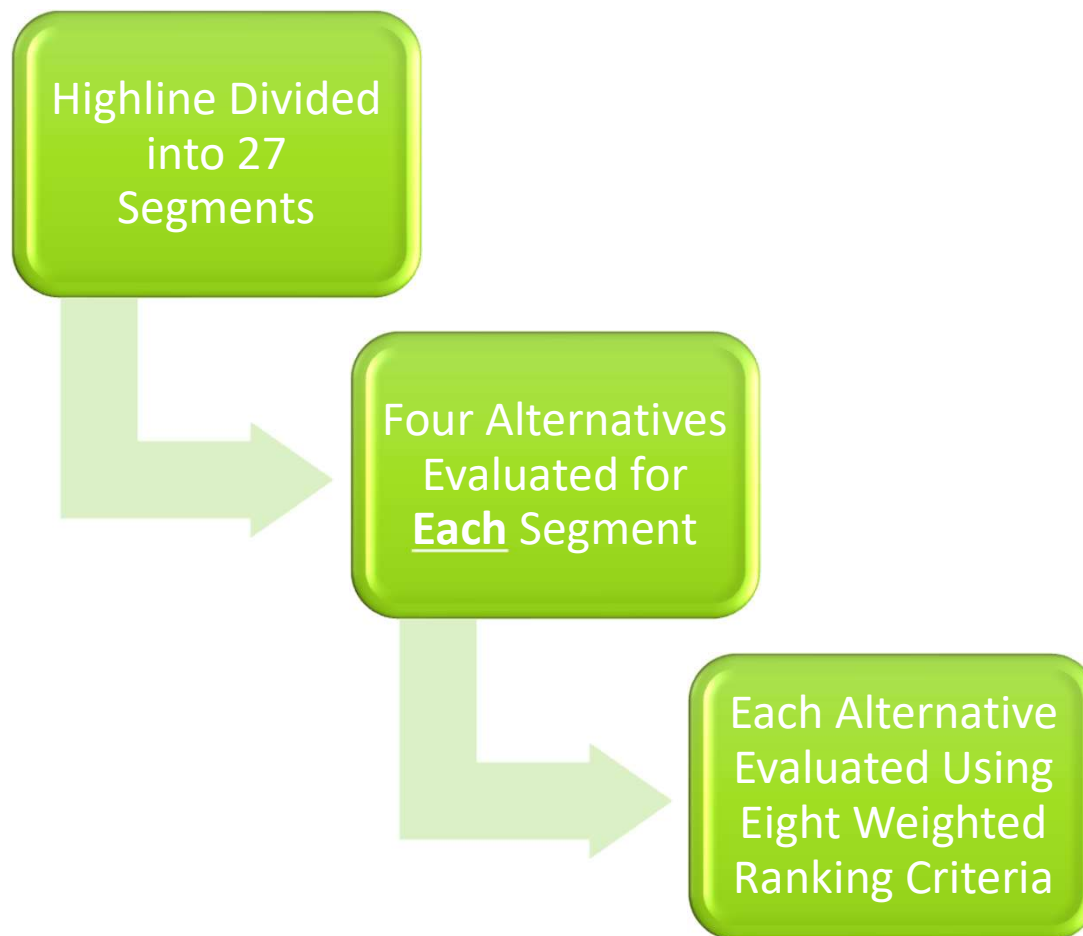 Highline Divided
into 27
Segments
Four Alternatives
Evaluated for
Each Segment
Each Alternative
Evaluated Using
Eight Weighted
Ranking Criteria